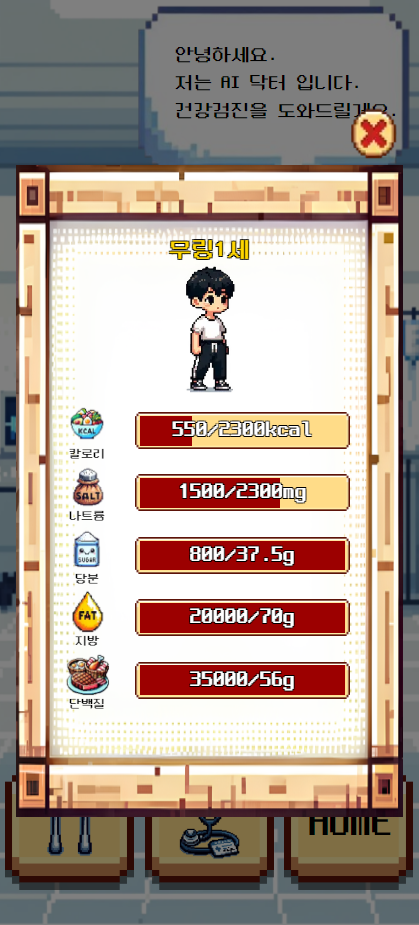 안녕하세요.
저는 AI 닥터 입니다.
건강검진을 도와드릴게요.
무링1세
KCAL
550/2300kcal
칼로리
SALT
1500/2300mg
나트륨
SUGAR
800/37.5g
당분
FAT
20000/70g
지방
35000/56g
단백질
HOME